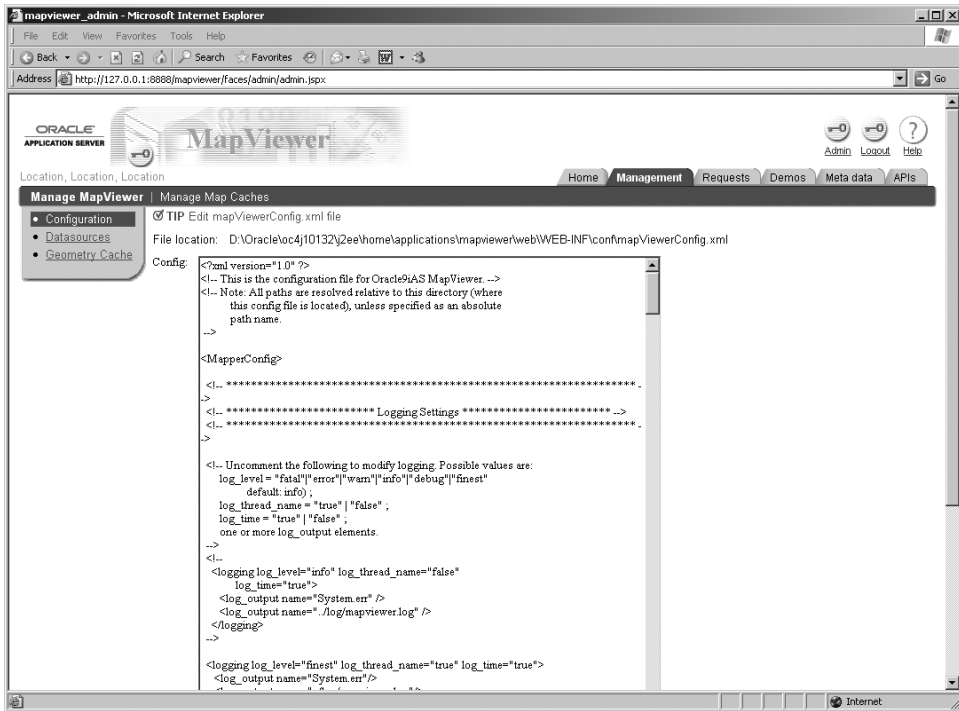 mapviewer_admin - Microsoft Internet Explorer
File Edit View Favorites Tools Help
Back Search Favorites
Address http://127.0.0.1:8888/mapviewer/faces/admin/admin.jspx Go
ORACLE
APPLICATION SERVER
MapViewer
Admin Logout Help
Location, Location, Location
Home Management Requests Demos Meta data APIs
Manage MapViewer | Manage Map Caches
Configuration
Datasources
Geometry Cache
TIP Edit mapViewerConfig.xml file
File location: D:\Oracle\oc4j10132\j2ee\home\applications\mapviewer\web\WEB-INF\conf\mapViewerConfig.xml
Config:
<?xml version="1.0" ?>
<!-- This is the configuration file for Oracle9iAS MapViewer. -->
<!-- Note: All paths are resolved relative to this directory (where
this config file is located), unless specified as an absolute
path name.
-->
<MapperConfig>
<!-- ****************************************************************** -
->
<!-- ************************ Logging Settings ************************ -->
<!-- ****************************************************************** -
->
<!-- Uncomment the following to modify logging. Possible values are:
log_level = "fatal"|"error"|"warn"|"info"|"debug"|"finest"
default: info) ;
log_thread_name = "true" | "false" ;
log_time = "true" | "false" ;
one or more log_output elements.
-->
<!--
<logging log_level="info" log_thread_name="false"
log_time="true">
<log_output name="System.err" />
<log_output name="../log/mapviewer.log" />
</logging>
-->
<logging log_level="finest" log_thread_name="true" log_time="true">
<log_output name="System.err"/>
Internet